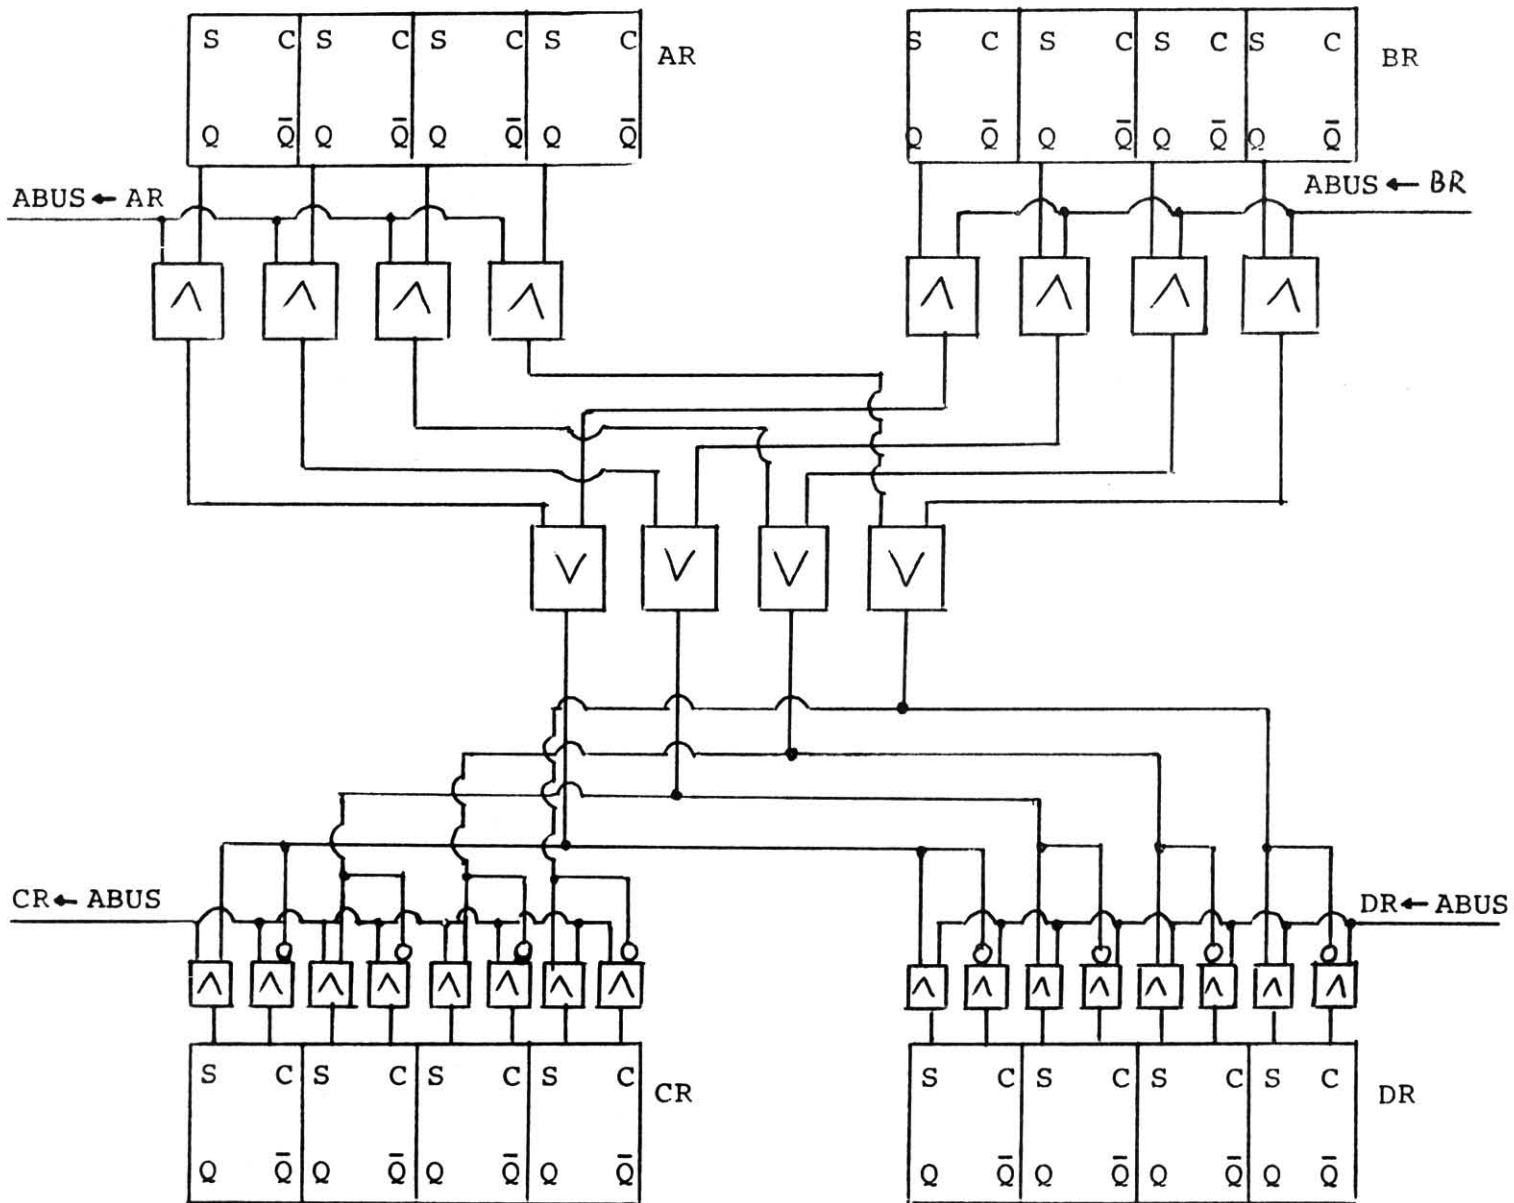 S C S C S C S C AR
Q Q̄ Q Q̄ Q Q̄ Q Q̄
S C S C S C S C BR
Q Q̄ Q Q̄ Q Q̄ Q Q̄
ABUS ← AR
ABUS ← BR
∧ ∧ ∧ ∧
∧ ∧ ∧ ∧
∨ ∨ ∨ ∨
CR ← ABUS
DR ← ABUS
∧ ∧ ∧ ∧ ∧ ∧ ∧ ∧
∧ ∧ ∧ ∧ ∧ ∧ ∧ ∧
S C S C S C S C CR
Q Q̄ Q Q̄ Q Q̄ Q Q̄
S C S C S C S C DR
Q Q̄ Q Q̄ Q Q̄ Q Q̄